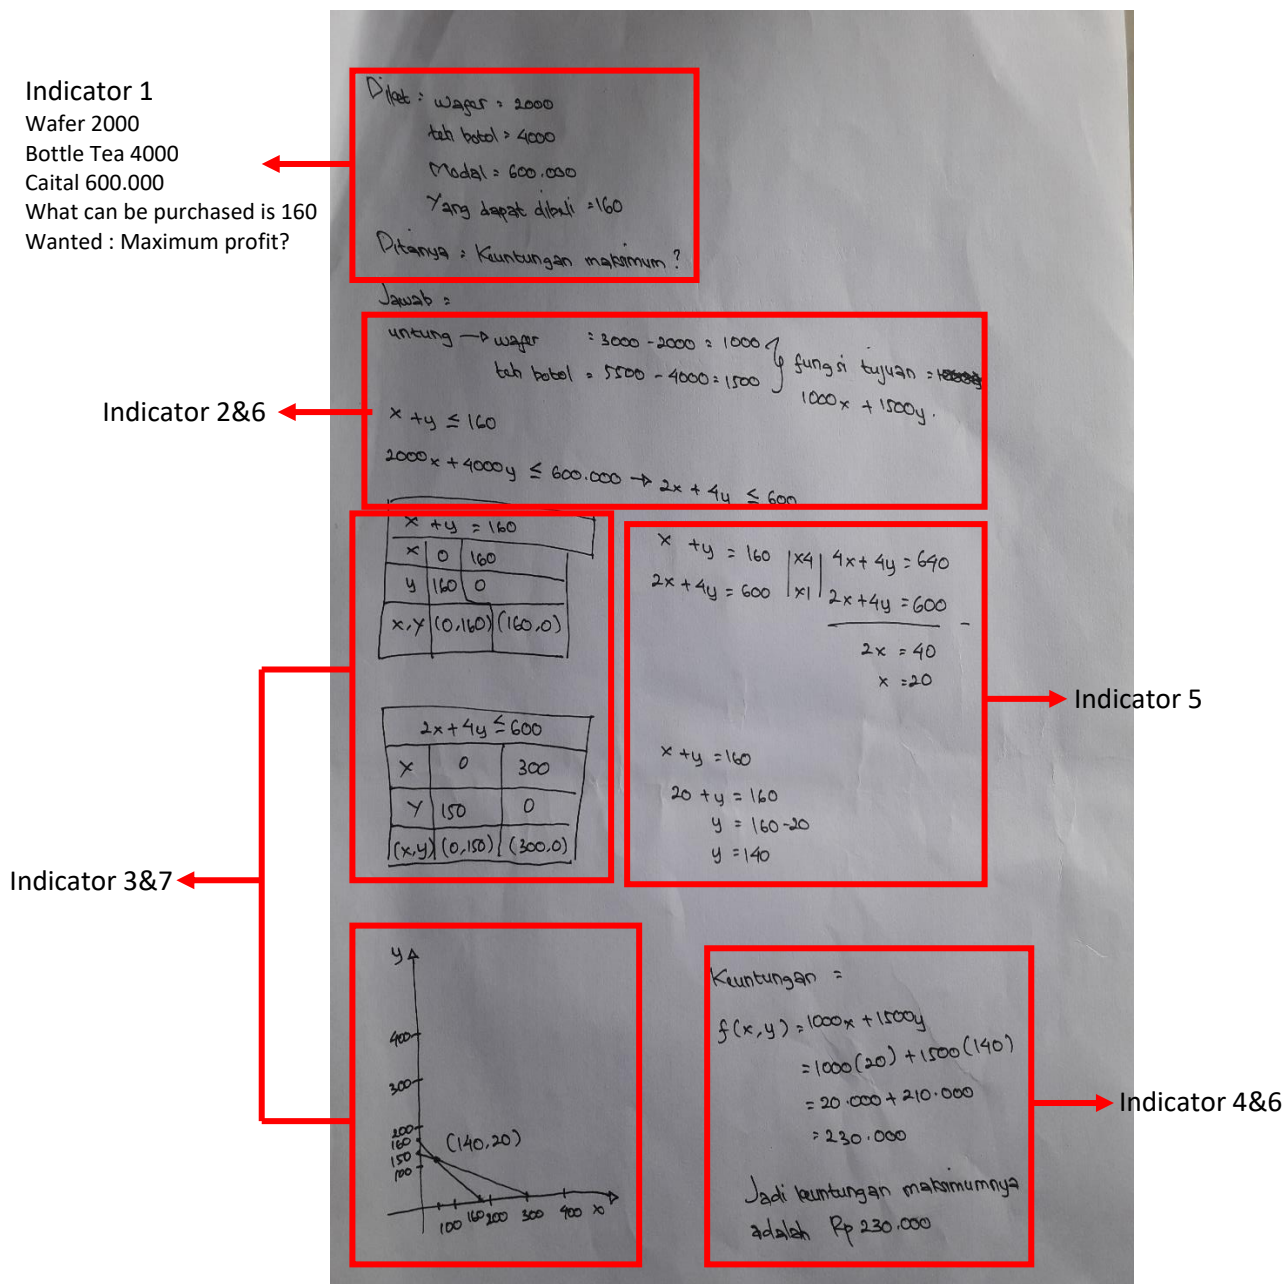 Indicator 1
Wafer 2000
Bottle Tea 4000
Caital 600.000
What can be purchased is 160
Wanted : Maximum profit?
Diket : wafer = 2000
teh botol = 4000
Modal = 600.000
Yang dapat dibeli = 160
Ditanya = Keuntungan maksimum?
Jawab =
untung → wafer = 3000 - 2000 = 1000
teh botol = 5500 - 4000 = 1500
fungsi tujuan =
1000x + 1500y.
x + y ≤ 160
2000x + 4000y ≤ 600.000 → 2x + 4y ≤ 600
Indicator 2&6
x + y = 160
x 0 160
y 160 0
x,y (0,160) (160,0)
2x + 4y ≤ 600
X 0 300
Y 150 0
(x,y) (0,150) (300,0)
Indicator 3&7
x + y = 160 |x4| 4x + 4y = 640
2x + 4y = 600 |x1| 2x + 4y = 600 -
2x = 40
x = 20
x + y = 160
20 + y = 160
y = 160-20
y = 140
Indicator 5
y
400
300
200
160
150
100
(140,20)
100 160 200 300 400 x
Keuntungan =
f(x,y) = 1000x + 1500y
= 1000(20) + 1500(140)
= 20.000 + 210.000
= 230.000
Jadi keuntungan maksimumnya
adalah Rp 230.000
Indicator 4&6